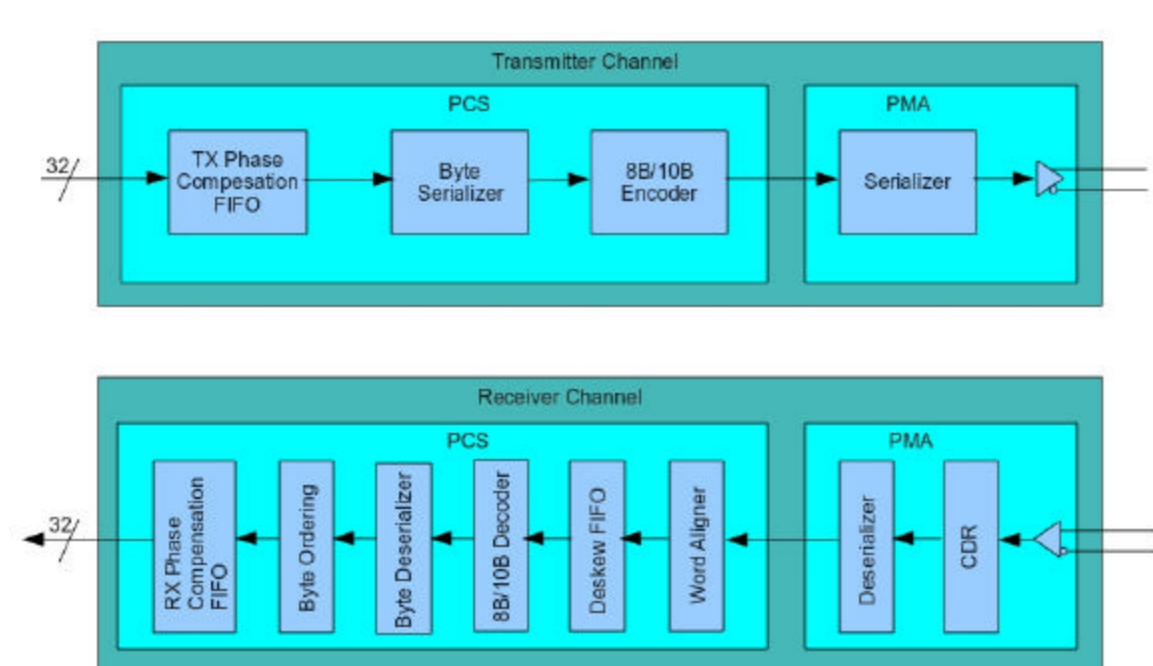 Transmitter Channel
PCS
PMA
32
TX Phase
Compesation
FIFO
Byte
Serializer
8B/10B
Encoder
Serializer
Receiver Channel
PCS
PMA
32
RX Phase
Compensation
FIFO
Byte Ordering
Byte Deserializer
8B/10B Decoder
Deskew FIFO
Word Aligner
Deserializer
CDR